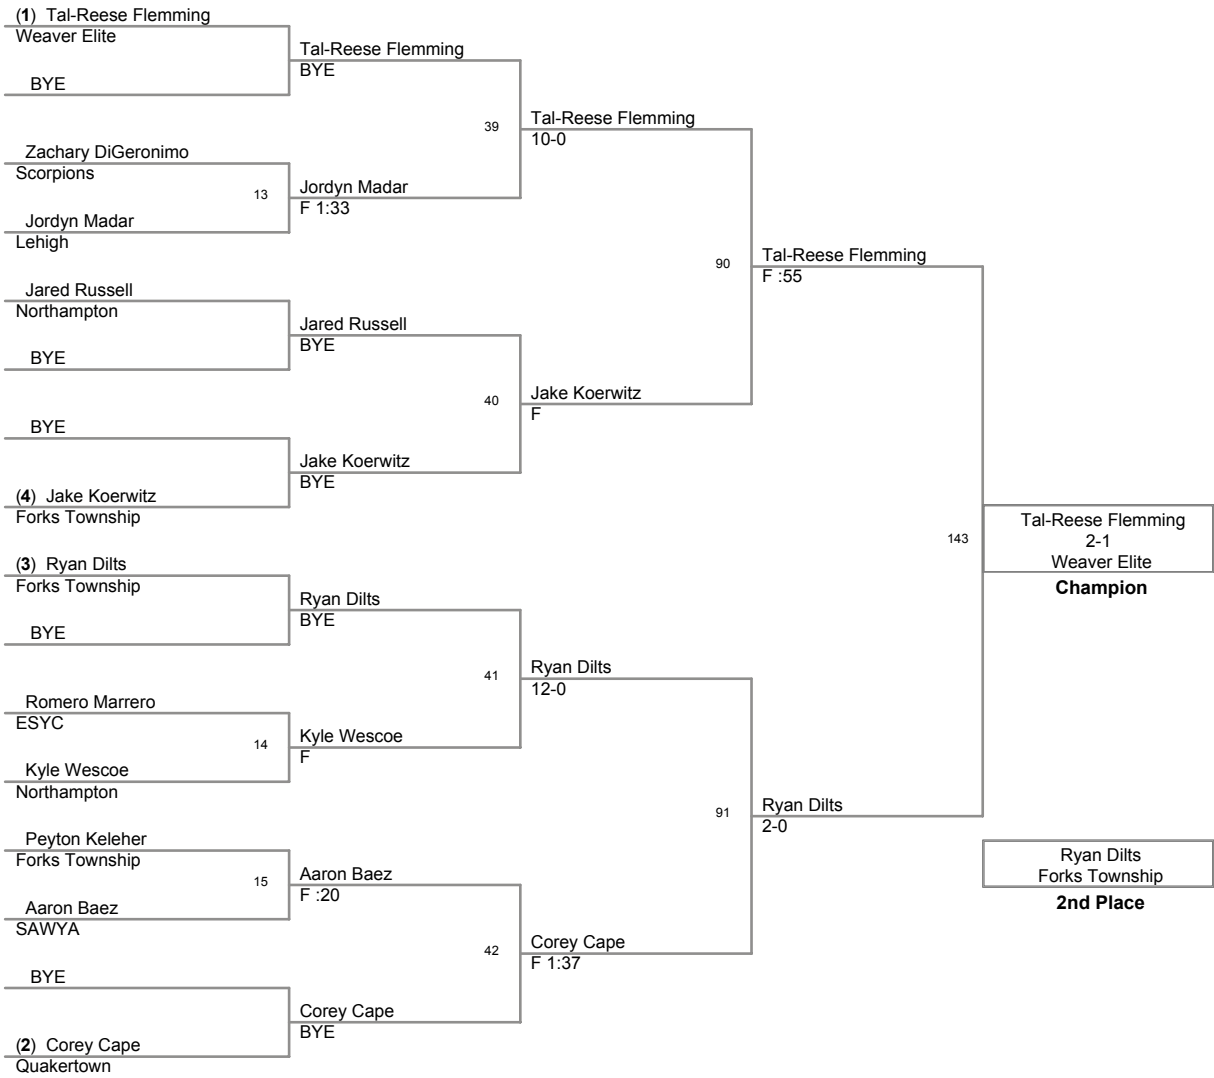 (1) Tal-Reese Flemming
Weaver Elite
BYE
Zachary DiGeronimo
Scorpions
13
Jordyn Madar
Lehigh
Jared Russell
Northampton
BYE
BYE
(4) Jake Koerwitz
Forks Township
(3) Ryan Dilts
Forks Township
BYE
Romero Marrero
ESYC
14
Kyle Wescoe
Northampton
Peyton Keleher
Forks Township
15
Aaron Baez
SAWYA
BYE
(2) Corey Cape
Quakertown
Tal-Reese Flemming
BYE
39
Jordyn Madar
F 1:33
Jared Russell
BYE
40
Jake Koerwitz
BYE
Ryan Dilts
BYE
41
Kyle Wescoe
F
Aaron Baez
F :20
42
Corey Cape
BYE
Tal-Reese Flemming
10-0
90
Jake Koerwitz
F
Ryan Dilts
12-0
91
Corey Cape
F 1:37
Tal-Reese Flemming
F :55
143
Ryan Dilts
2-0
Tal-Reese Flemming
2-1
Weaver Elite
Champion
Ryan Dilts
Forks Township
2nd Place